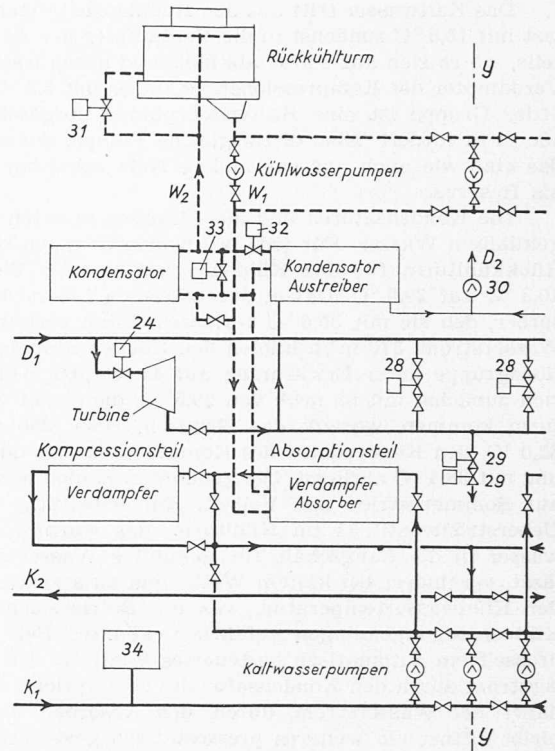 Rückkühlturm
y
31
Kühlwasserpumpen
W2
W1
33
32
Kondensator
Kondensator
Austreiber
D2
30
24
D1
28
28
Turbine
Kompressionsteil
Absorptionsteil
29
29
Verdampfer
Verdampfer
Absorber
K2
34
Kaltwasserpumpen
K1
y